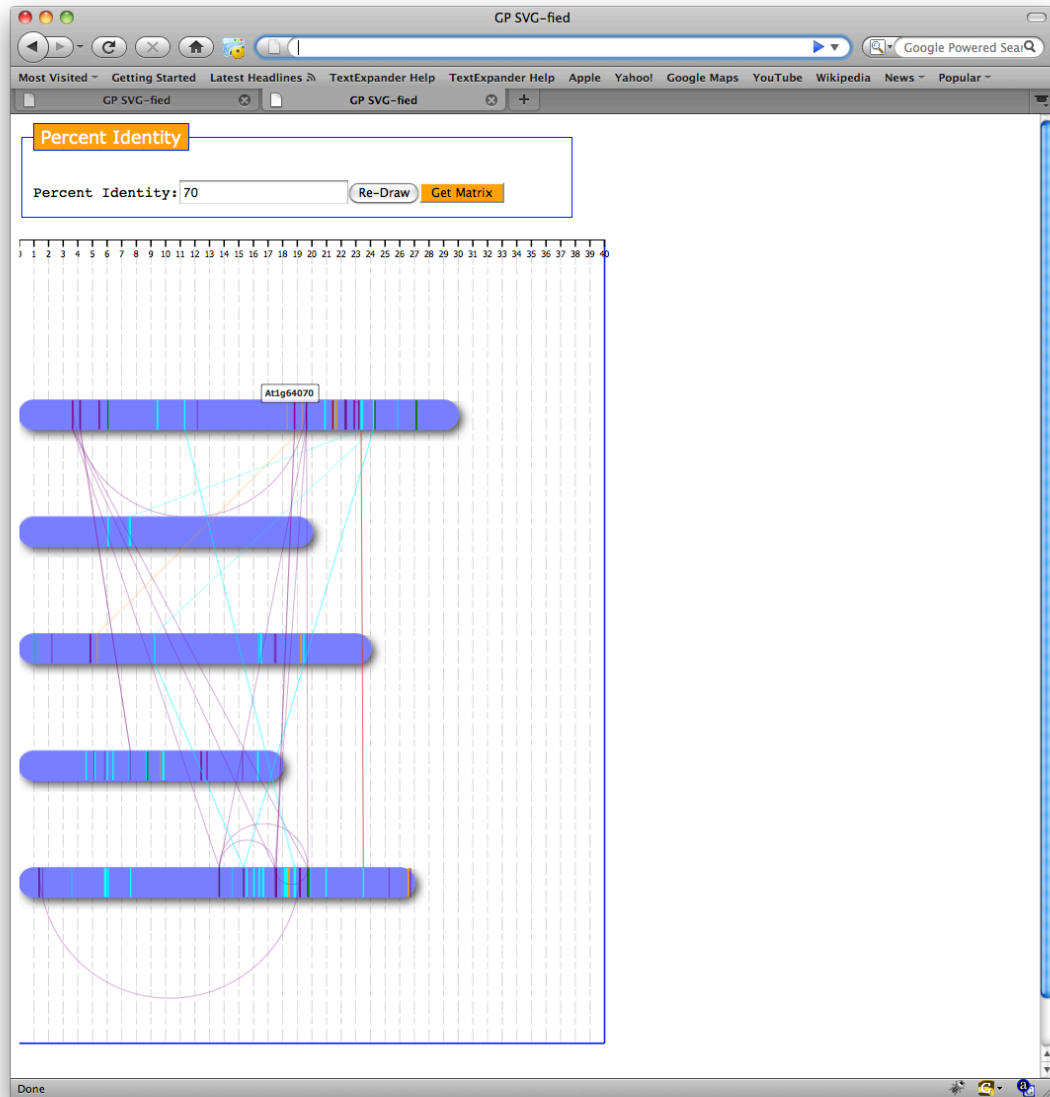 GP SVG-fied
Google Powered Sear
Most Visited Getting Started Latest Headlines TextExpander Help TextExpander Help Apple Yahoo! Google Maps YouTube Wikipedia News Popular
GP SVG-fied GP SVG-fied +
Percent Identity
Percent Identity: 70 Re-Draw Get Matrix
0 1 2 3 4 5 6 7 8 9 10 11 12 13 14 15 16 17 18 19 20 21 22 23 24 25 26 27 28 29 30 31 32 33 34 35 36 37 38 39 40
At1g64070
Done